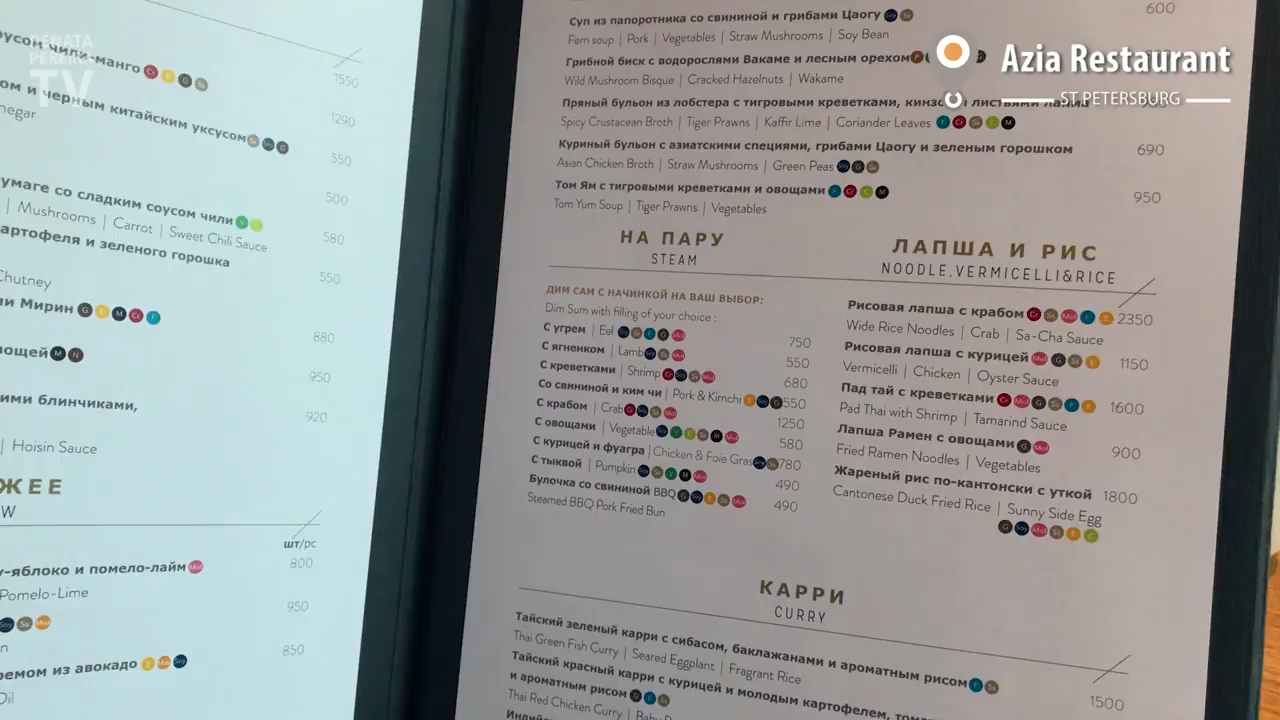 RENATA
PEREIRA
TV
Azia Restaurant
ST PETERSBURG
чили-манго
1550
и черным китайским уксусом
1290
550
со сладким соусом чили
500
| Mushrooms | Carrot | Sweet Chili Sauce
580
и зеленого горошка
550
Chutney
Мирин
880
950
блинчиками,
920
| Hoisin Sauce
шт/pc
и помело-лайм
800
Pomelo-Lime
950
из авокадо
850
Суп из папоротника со свининой и грибами Цаогу
600
Fern soup | Pork | Vegetables | Straw Mushrooms | Soy Bean
Грибной биск с водорослями Вакаме и лесным орехом
Wild Mushroom Bisque | Cracked Hazelnuts | Wakame
Пряный бульон из лобстера с тигровыми креветками,
Spicy Crustacean Broth | Tiger Prawns | Kaffir Lime | Coriander Leaves
Куриный бульон с азиатскими специями, грибами Цаогу и зеленым горошком
690
Asian Chicken Broth | Straw Mushrooms | Green Peas
Том Ям с тигровыми креветками и овощами
950
Tom Yum Soup | Tiger Prawns | Vegetables
НА ПАРУ
STEAM
ДИМ САМ С НАЧИНКОЙ НА ВАШ ВЫБОР:
Dim Sum with filling of your choice :
С угрем | Eel 750
С ягненком | Lamb 550
С креветками | Shrimp 680
Со свининой и ким чи | Pork & Kimchi 550
С крабом | Crab 1250
С овощами | Vegetable 580
С курицей и фуагра | Chicken & Foie Gras 780
С тыквой | Pumpkin 490
Булочка со свининой BBQ 490
Steamed BBQ Pork Fried Bun
ЛАПША И РИС
NOODLE,VERMICELLI&RICE
Рисовая лапша с крабом 2350
Wide Rice Noodles | Crab | Sa-Cha Sauce
Рисовая лапша с курицей 1150
Vermicelli | Chicken | Oyster Sauce
Пад тай с креветками 1600
Pad Thai with Shrimp | Tamarind Sauce
Лапша Рамен с овощами 900
Fried Ramen Noodles | Vegetables
Жареный рис по-кантонски с уткой 1800
Cantonese Duck Fried Rice | Sunny Side Egg
КАРРИ
CURRY
Тайский зеленый карри с сибасом, баклажанами и ароматным рисом
1500
Thai Green Fish Curry | Seared Eggplant | Fragrant Rice
Тайский красный карри с курицей и молодым картофелем,
и ароматным рисом
Thai Red Chicken Curry |